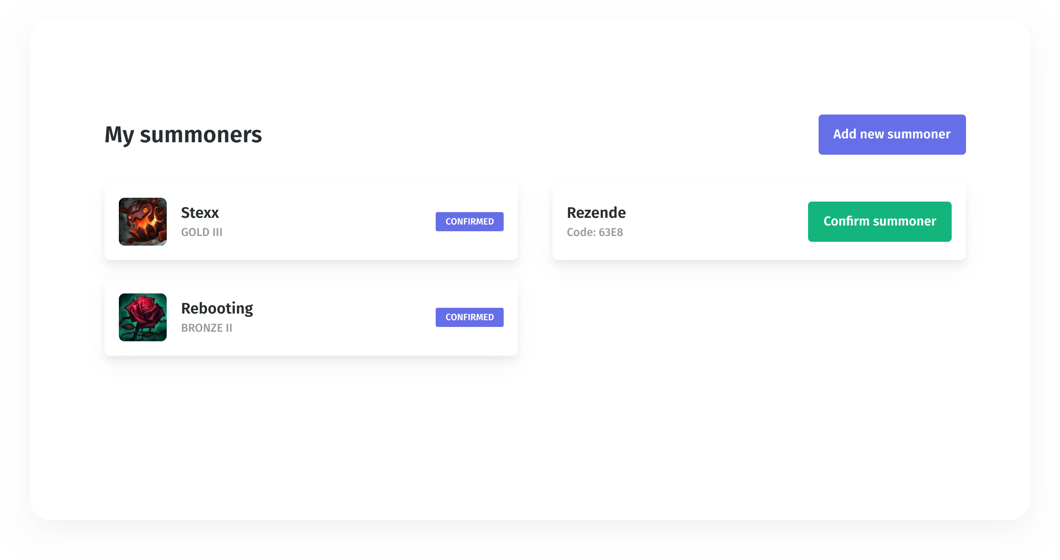 My summoners
Add new summoner
Stexx
GOLD III
CONFIRMED
Rezende
Code: 63E8
Confirm summoner
Rebooting
BRONZE II
CONFIRMED